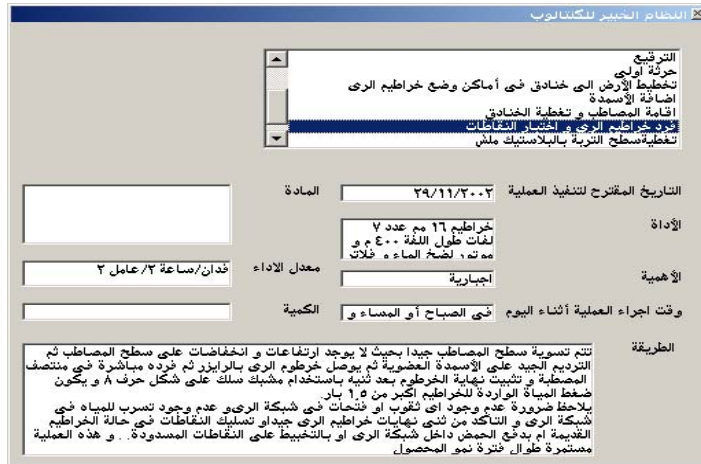 النظام الخبير للكنتالوب
الترقيع
حرثة اولى
تخطيط الأرض الى خنادق فى أماكن وضع خراطيم الرى
اضافة الأسمدة
اقامة المصاطب و تغطية الخنادق
فرد خراطيم الرى و اختبار النقاطات
تغطيةسطح التربة بالبلاستيك ملش
التاريخ المقترح لتنفيذ العملية ٢٩/١١/٢٠٠٢ المادة
الأداة خراطيم ١٦ مم عدد ٧
لفات طول اللفة ٤٠٠ م و
موتور لضخ الماء و فلاتر
معدل الاداء فدان/ساعة ٢/عامل ٢
الأهمية اجبارية
وقت اجراء العملية أثناء اليوم فى الصباح أو المساء و الكمية
الطريقة
تتم تسوية سطح المصاطب جيدا بحيث لا يوجد ارتفاعات و انخفاضات على سطح المصاطب ثم
الترديم الجيد على الأسمدة العضوية ثم يوصل خرطوم الرى بالرايزر ثم فرده مباشرة فى منتصف
المصطبة و تثبيت نهاية الخرطوم بعد ثنية باستخدام مشبك سلك على شكل حرف ٨ و يكون
ضغط المياة الواردة للخراطيم اكبر من ١,٥ بار.
يلاحظ ضرورة عدم وجود اى ثقوب او فتحات فى شبكة الرىو عدم وجود تسرب للمياه فى
شبكة الرى و التاكد من ثنى نهايات خراطيم الرى جيداو تسليك النقاطات فى حالة الخراطيم
القديمة ام بدفع الحمض داخل شبكة الرى او بالتخبيط على النقاطات المسدودة. . و هذه العملية
مستمرة طوال فترة نمو المحصول